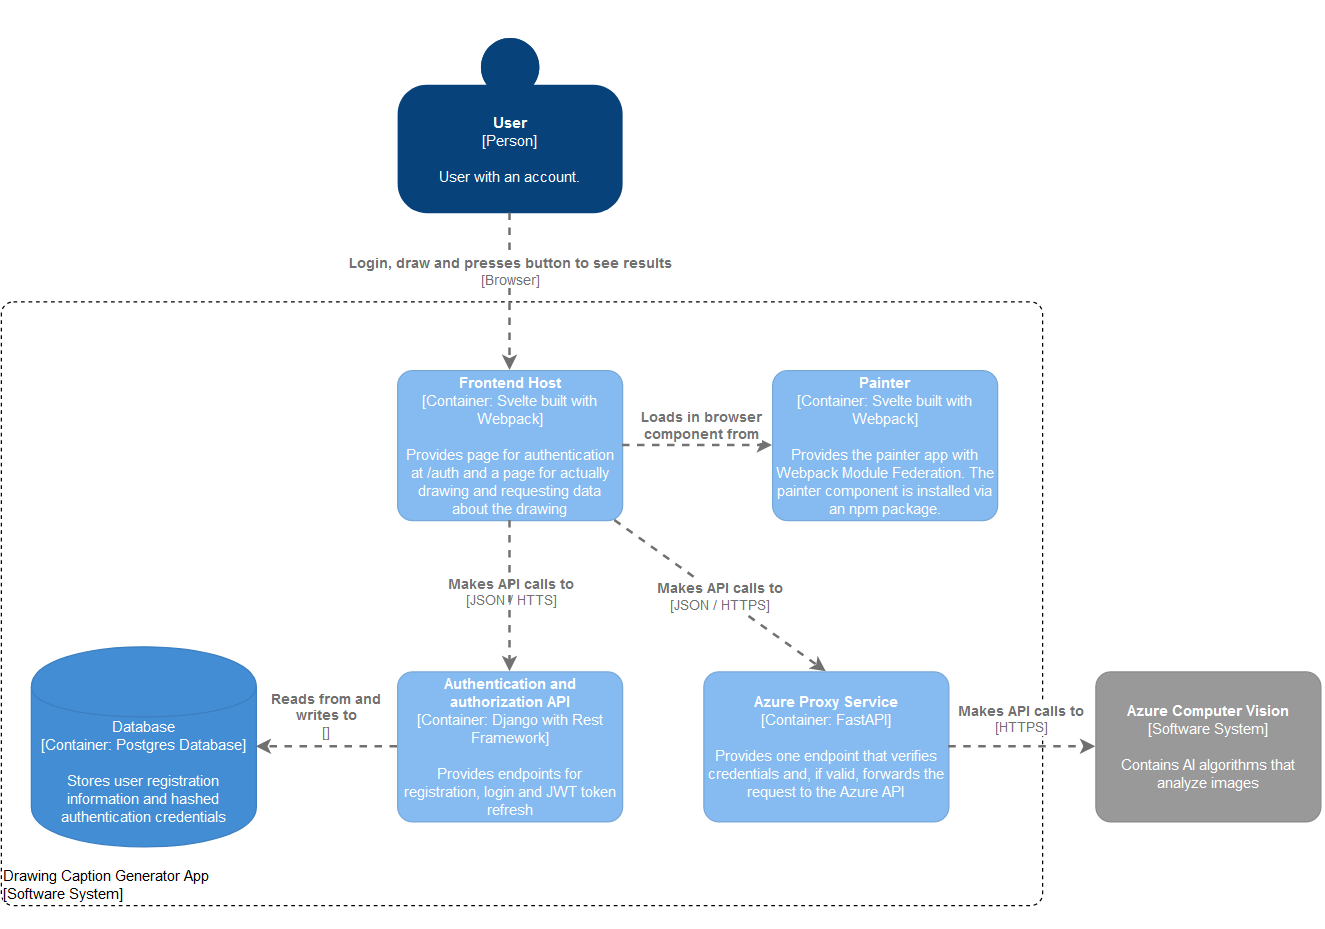 User
[Person]
User with an account.
Login, draw and presses button to see results
[Browser]
Frontend Host
[Container: Svelte built with
Webpack]
Provides page for authentication
at /auth and a page for actually
drawing and requesting data
about the drawing
Loads in browser
component from
Painter
[Container: Svelte built with
Webpack]
Provides the painter app with
Webpack Module Federation. The
painter component is installed via
an npm package.
Makes API calls to
[JSON / HTTS]
Makes API calls to
[JSON / HTTPS]
Database
[Container: Postgres Database]
Stores user registration
information and hashed
authentication credentials
Reads from and
writes to
[]
Authentication and
authorization API
[Container: Django with Rest
Framework]
Provides endpoints for
registration, login and JWT token
refresh
Azure Proxy Service
[Container: FastAPI]
Provides one endpoint that verifies
credentials and, if valid, forwards the
request to the Azure API
Makes API calls to
[HTTPS]
Azure Computer Vision
[Software System]
Contains AI algorithms that
analyze images
Drawing Caption Generator App
[Software System]